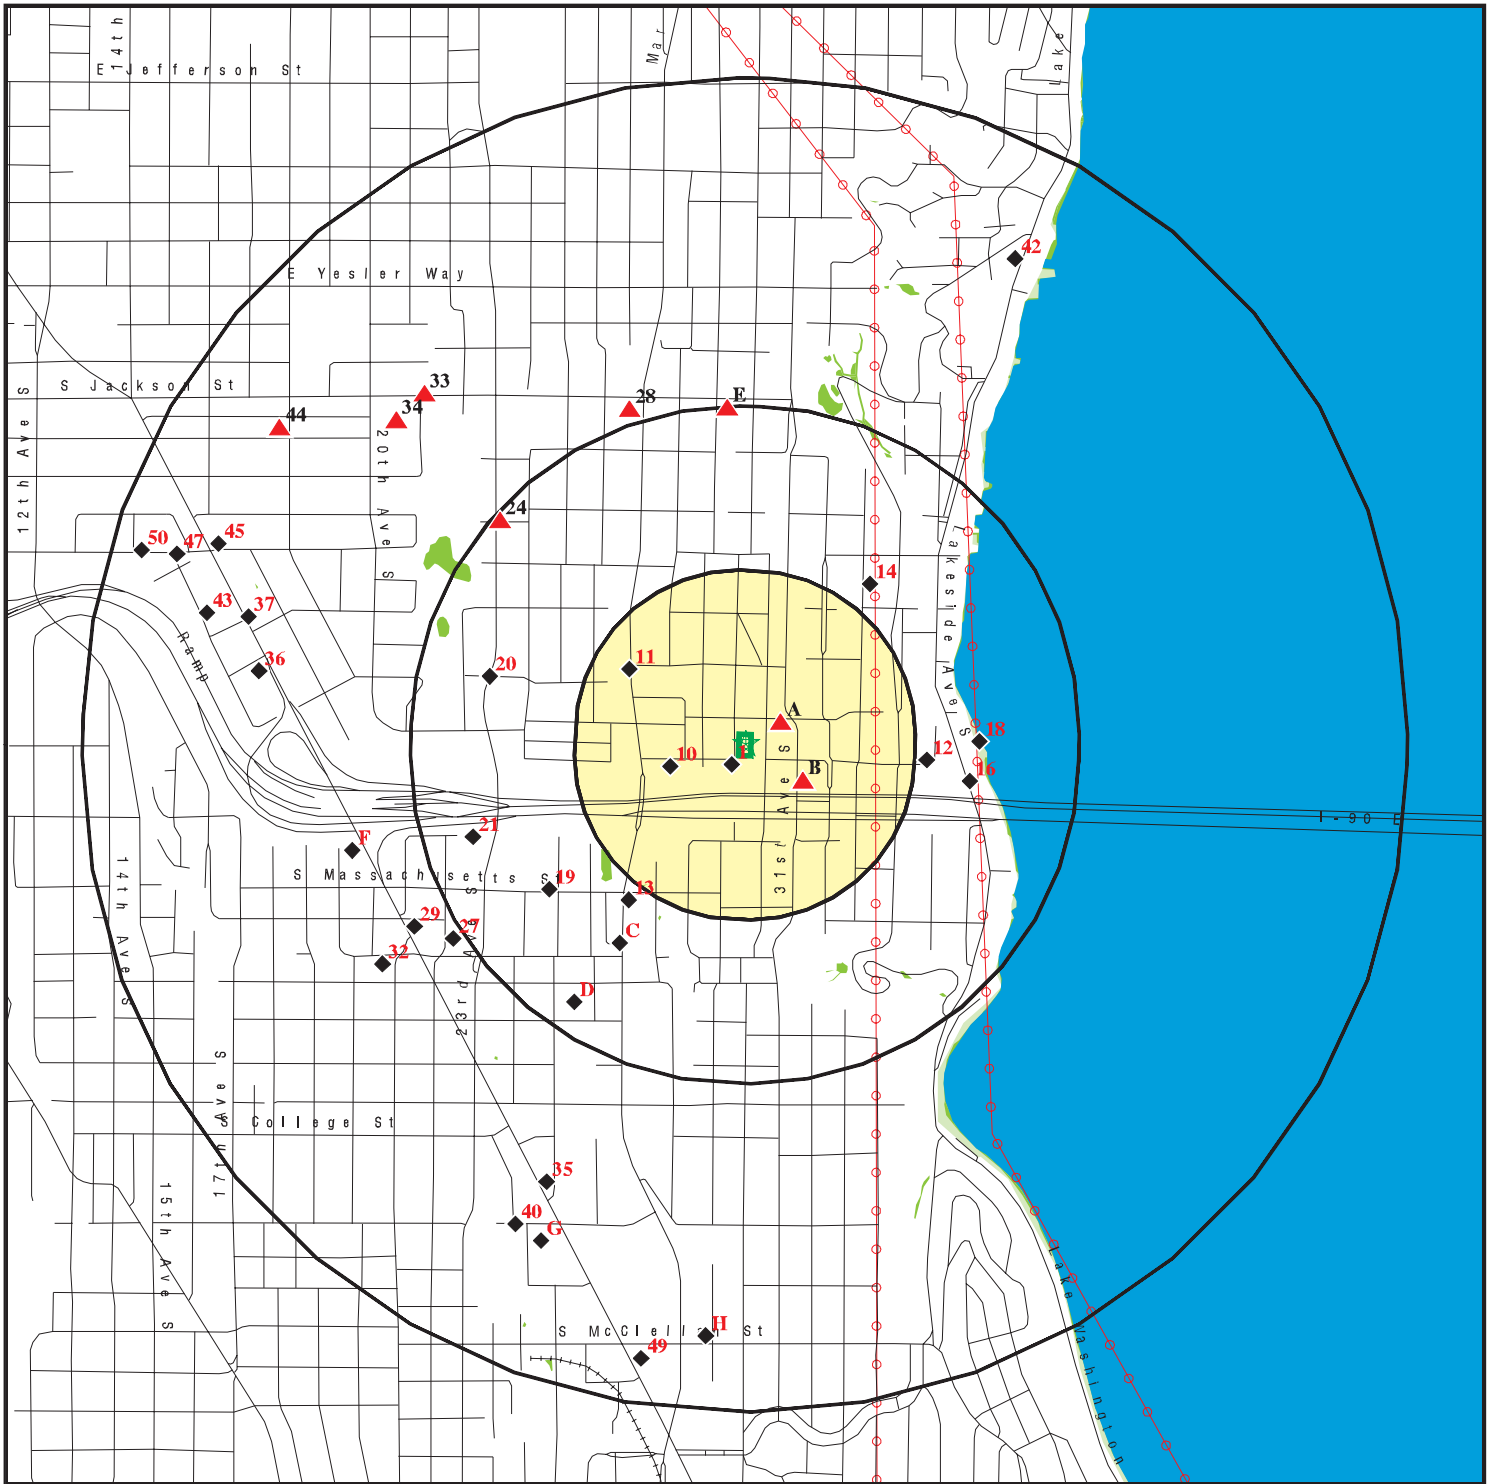 14th
Mar
Lake
E Jefferson St
42
E Yesler Way
S Jackson St
33
28
E
44
34
12th Ave S
20th Ave S
24
50
47
45
Lakeside Ave S
14
43
37
Ramp
36
20
11
A
18
12
10
B
16
I-90 E
21
F
S Massachusetts St
19
13
31st Ave S
14th Ave S
29
27
C
32
23rd Ave S
D
17th Ave S
S College St
35
15th Ave S
40
G
Lake Washington
S McClellan St
H
49